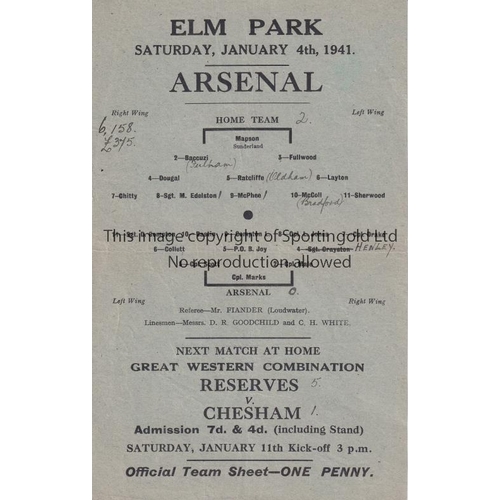 ELM PARK
SATURDAY, JANUARY 4th, 1941.
ARSENAL
Right Wing
Left Wing
HOME TEAM 2.
6,158.
£345.
Mapson
Sunderland
2—Baccuzi 3—Fullwood
(Fulham)
4—Dougal 5—Ratcliffe (Oldham) 6—Layton
7—Chitty 8—Sgt. M. Edelston / 9—McPhee / 10—McColl 11—Sherwood
(Bradford)
This image copyright of Sportingold Ltd
6—Collett 5—P.O. B. Joy 4—Sgt. Grayston HENLEY.
No reproduction allowed
Cpl. Marks
ARSENAL 0.
Left Wing
Right Wing
Referee—Mr. FIANDER (Loudwater).
Linesmen—Messrs. D. R. GOODCHILD and C. H. WHITE.
NEXT MATCH AT HOME
GREAT WESTERN COMBINATION
RESERVES 5
v.
CHESHAM 1.
Admission 7d. & 4d. (including Stand)
SATURDAY, JANUARY 11th Kick-off 3 p.m.
Official Team Sheet—ONE PENNY.